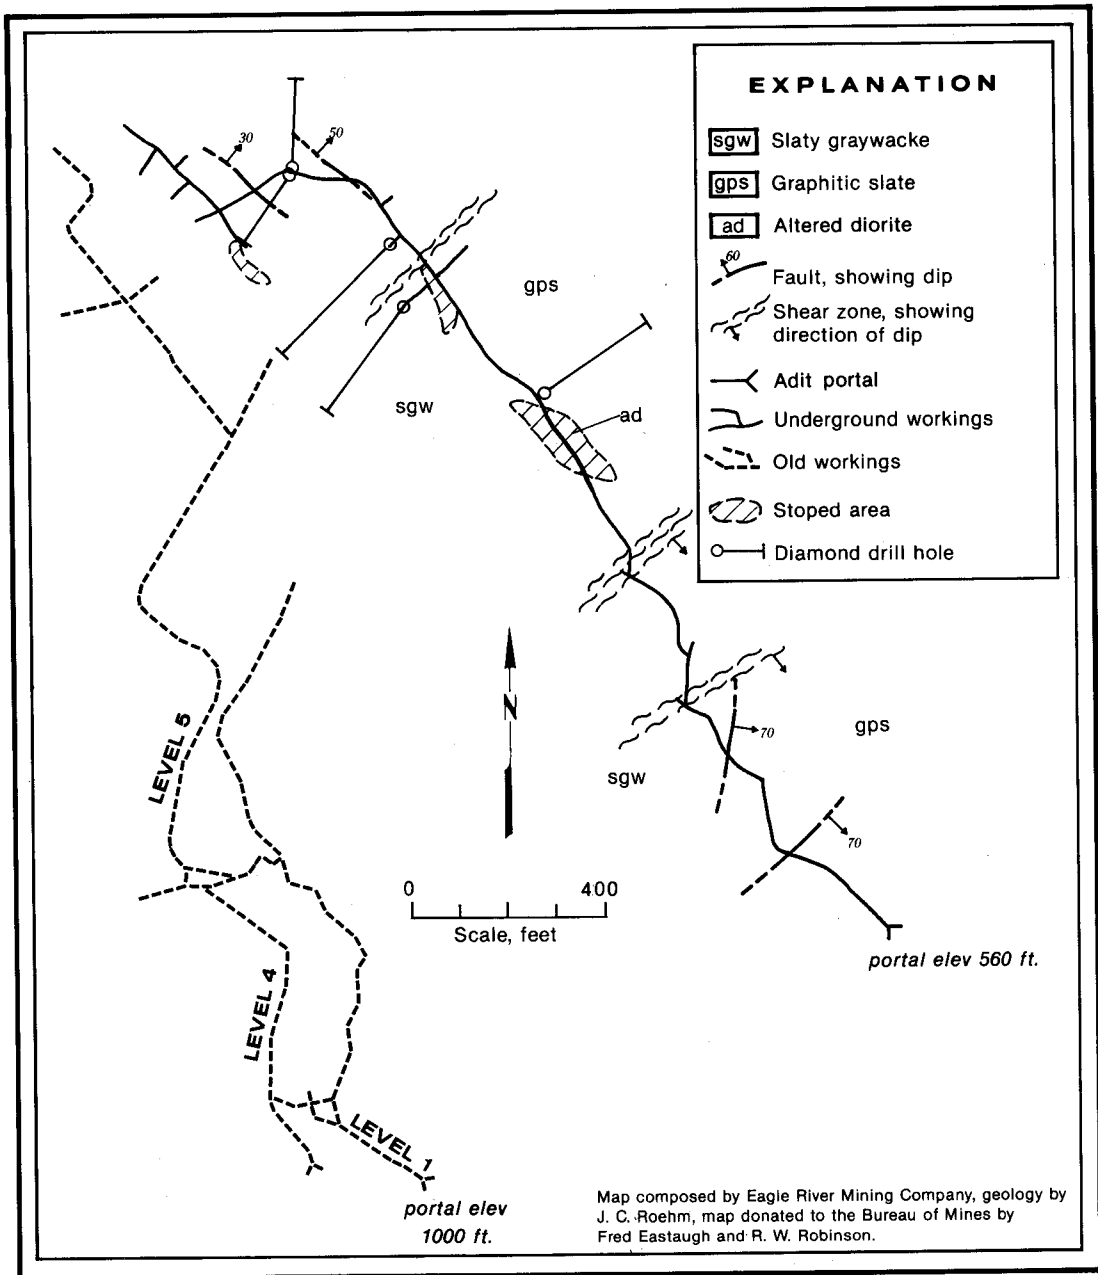 EXPLANATION
sgw Slaty graywacke
gps Graphitic slate
ad Altered diorite
60
Fault, showing dip
Shear zone, showing
direction of dip
Adit portal
Underground workings
Old workings
Stoped area
Diamond drill hole
30
50
gps
sgw
ad
N
LEVEL 5
70
gps
sgw
70
0 400
Scale, feet
portal elev 560 ft.
LEVEL 4
LEVEL 1
portal elev
1000 ft.
Map composed by Eagle River Mining Company, geology by
J. C. Roehm, map donated to the Bureau of Mines by
Fred Eastaugh and R. W. Robinson.